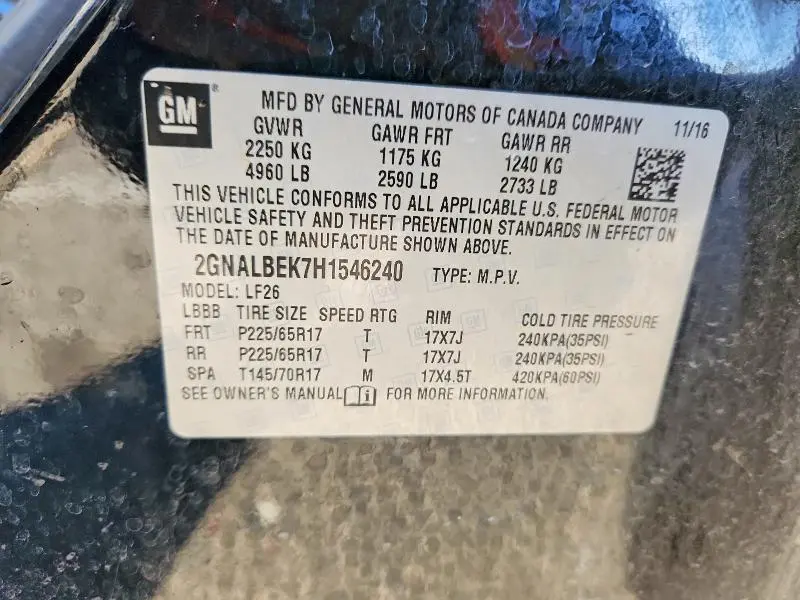 GM ®
MFD BY GENERAL MOTORS OF CANADA COMPANY 11/16
GVWR GAWR FRT GAWR RR
2250 KG 1175 KG 1240 KG
4960 LB 2590 LB 2733 LB
THIS VEHICLE CONFORMS TO ALL APPLICABLE U.S. FEDERAL MOTOR
VEHICLE SAFETY AND THEFT PREVENTION STANDARDS IN EFFECT ON
THE DATE OF MANUFACTURE SHOWN ABOVE.
2GNALBEK7H1546240 TYPE: M.P.V.
MODEL: LF26
LBBB TIRE SIZE SPEED RTG RIM COLD TIRE PRESSURE
FRT P225/65R17 T 17X7J 240KPA(35PSI)
RR P225/65R17 T 17X7J 240KPA(35PSI)
SPA T145/70R17 M 17X4.5T 420KPA(60PSI)
SEE OWNER'S MANUAL FOR MORE INFORMATION.